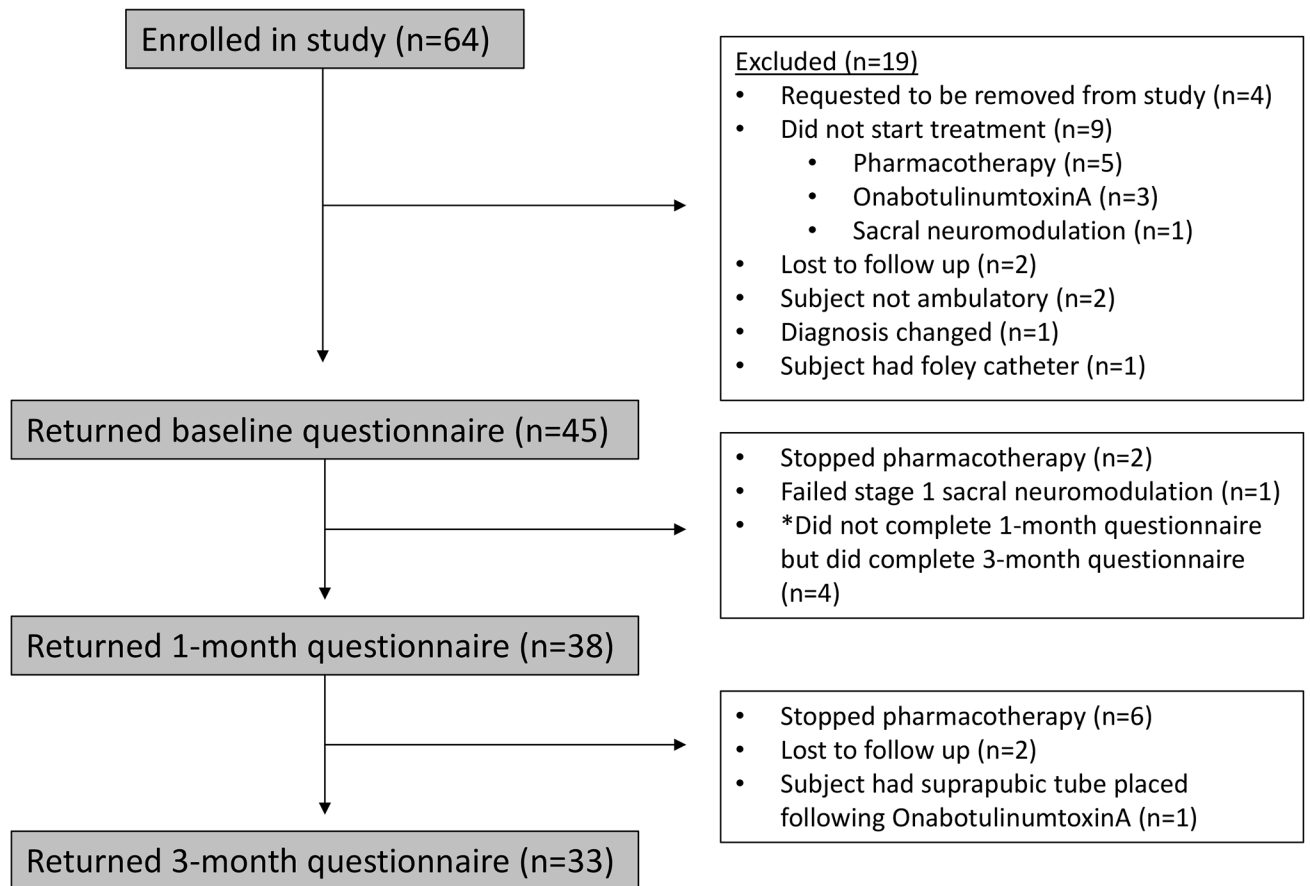 Enrolled in study (n=64)
Excluded (n=19)
• Requested to be removed from study (n=4)
• Did not start treatment (n=9)
• Pharmacotherapy (n=5)
• OnabotulinumtoxinA (n=3)
• Sacral neuromodulation (n=1)
• Lost to follow up (n=2)
• Subject not ambulatory (n=2)
• Diagnosis changed (n=1)
• Subject had foley catheter (n=1)
Returned baseline questionnaire (n=45)
• Stopped pharmacotherapy (n=2)
• Failed stage 1 sacral neuromodulation (n=1)
• *Did not complete 1-month questionnaire
but did complete 3-month questionnaire
(n=4)
Returned 1-month questionnaire (n=38)
• Stopped pharmacotherapy (n=6)
• Lost to follow up (n=2)
• Subject had suprapubic tube placed
following OnabotulinumtoxinA (n=1)
Returned 3-month questionnaire (n=33)